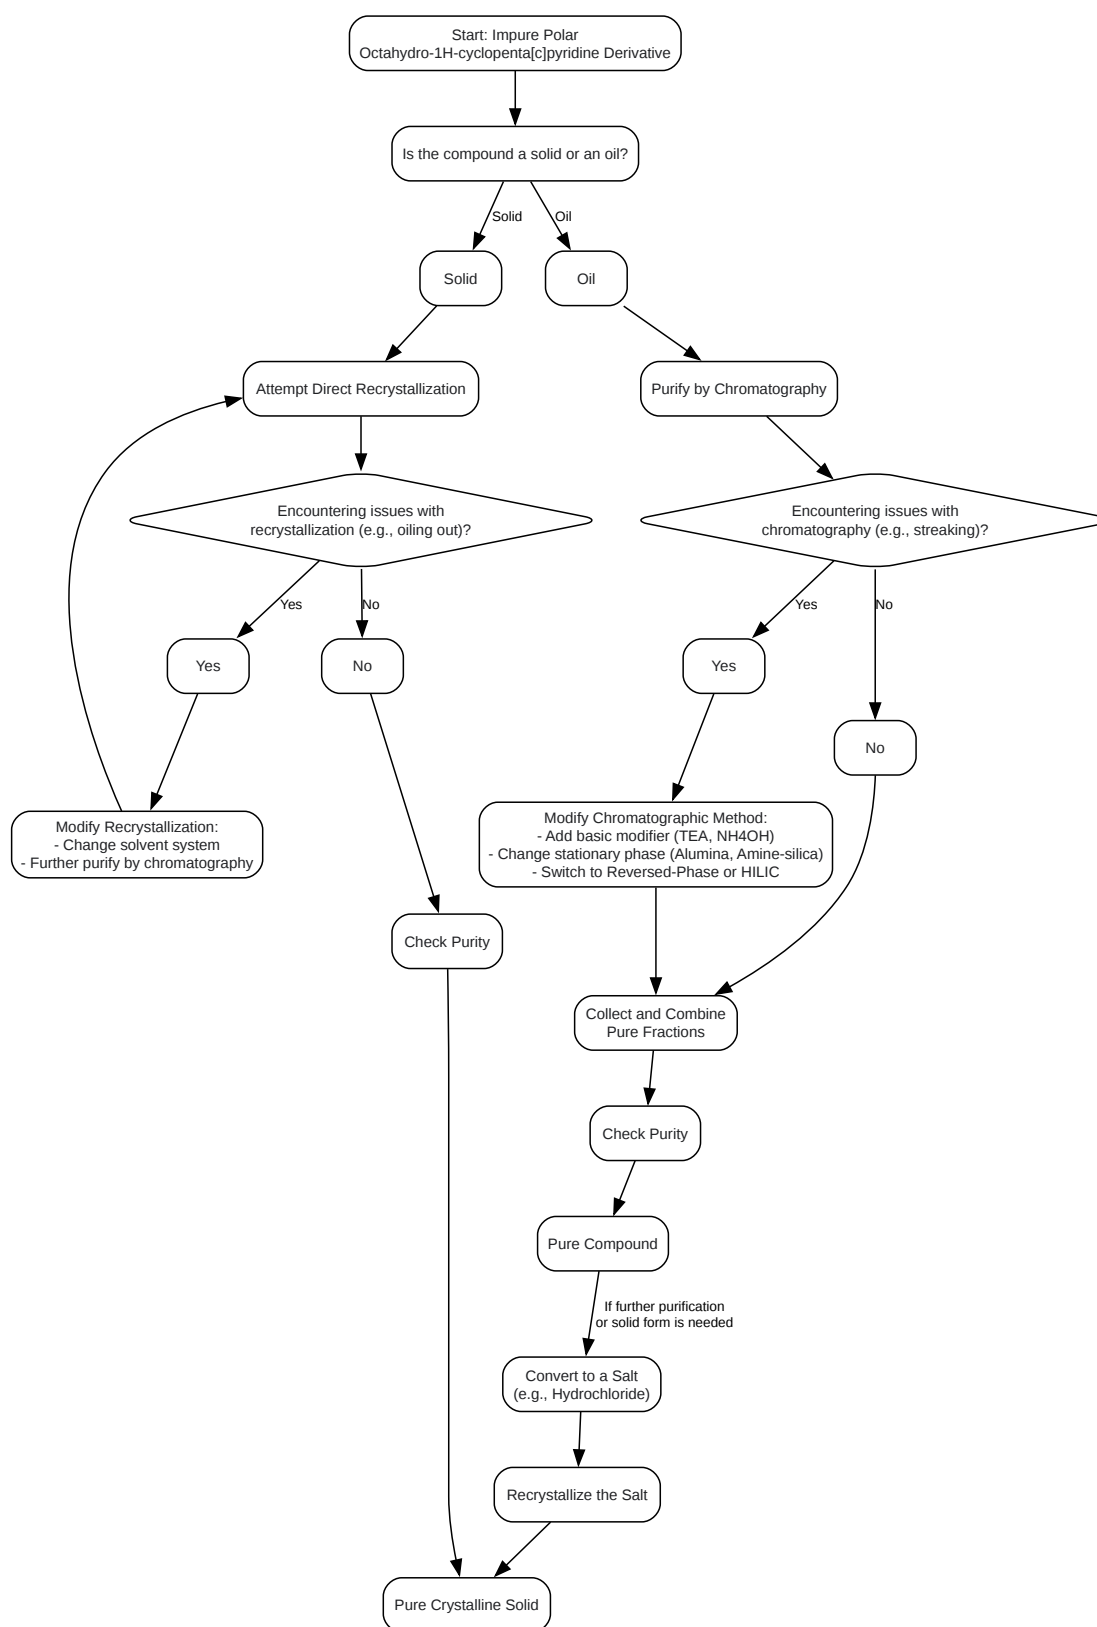 Start: Impure Polar
Octahydro-1H-cyclopenta[c]pyridine Derivative
Is the compound a solid or an oil?
Solid
Oil
Solid
Oil
Attempt Direct Recrystallization
Purify by Chromatography
Encountering issues with
recrystallization (e.g., oiling out)?
Encountering issues with
chromatography (e.g., streaking)?
Yes
No
Yes
No
Yes
No
Yes
No
Modify Recrystallization:
- Change solvent system
- Further purify by chromatography
Modify Chromatographic Method:
- Add basic modifier (TEA, NH4OH)
- Change stationary phase (Alumina, Amine-silica)
- Switch to Reversed-Phase or HILIC
Check Purity
Collect and Combine
Pure Fractions
Check Purity
Pure Compound
If further purification
or solid form is needed
Convert to a Salt
(e.g., Hydrochloride)
Recrystallize the Salt
Pure Crystalline Solid